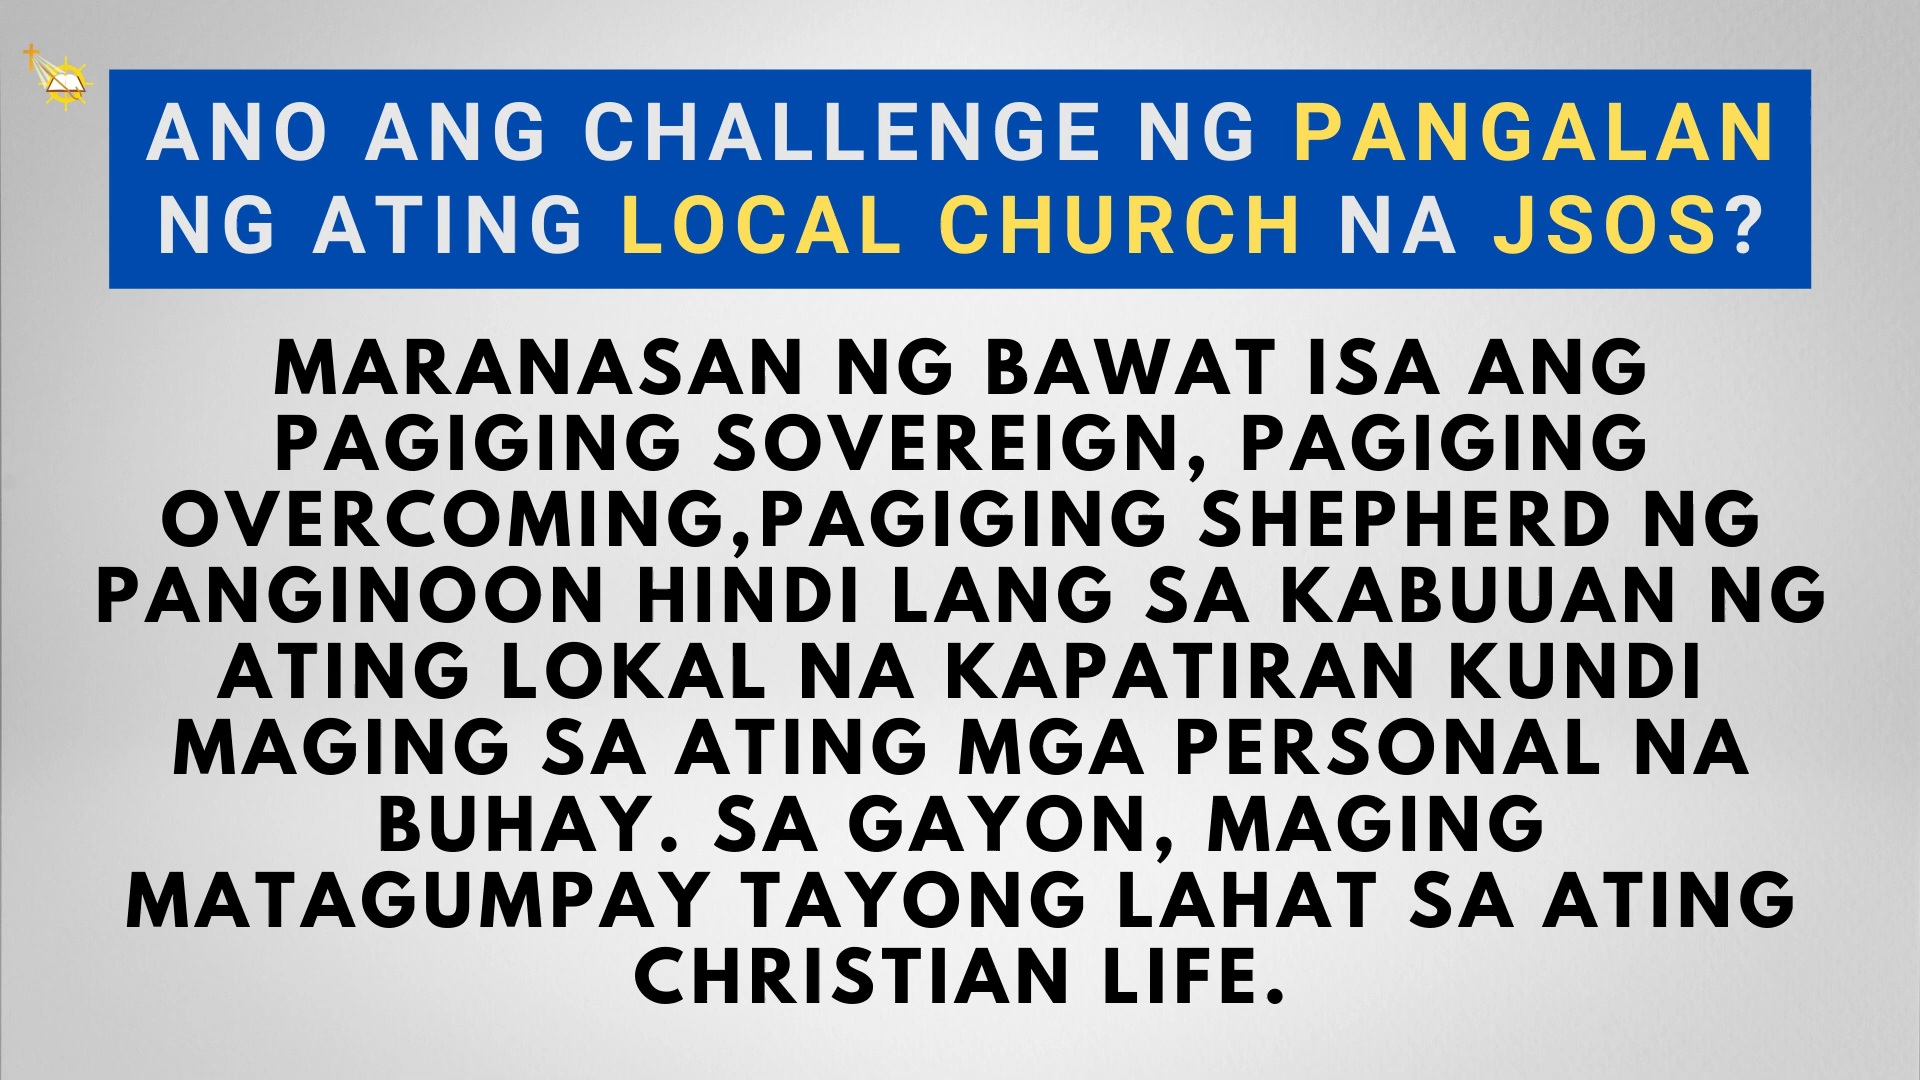 ANO ANG CHALLENGE NG PANGALAN
NG ATING LOCAL CHURCH NA JSOS?
MARANASAN NG BAWAT ISA ANG
PAGIGING SOVEREIGN, PAGIGING
OVERCOMING,PAGIGING SHEPHERD NG
PANGINOON HINDI LANG SA KABUUAN NG
ATING LOKAL NA KAPATIRAN KUNDI
MAGING SA ATING MGA PERSONAL NA
BUHAY. SA GAYON, MAGING
MATAGUMPAY TAYONG LAHAT SA ATING
CHRISTIAN LIFE.